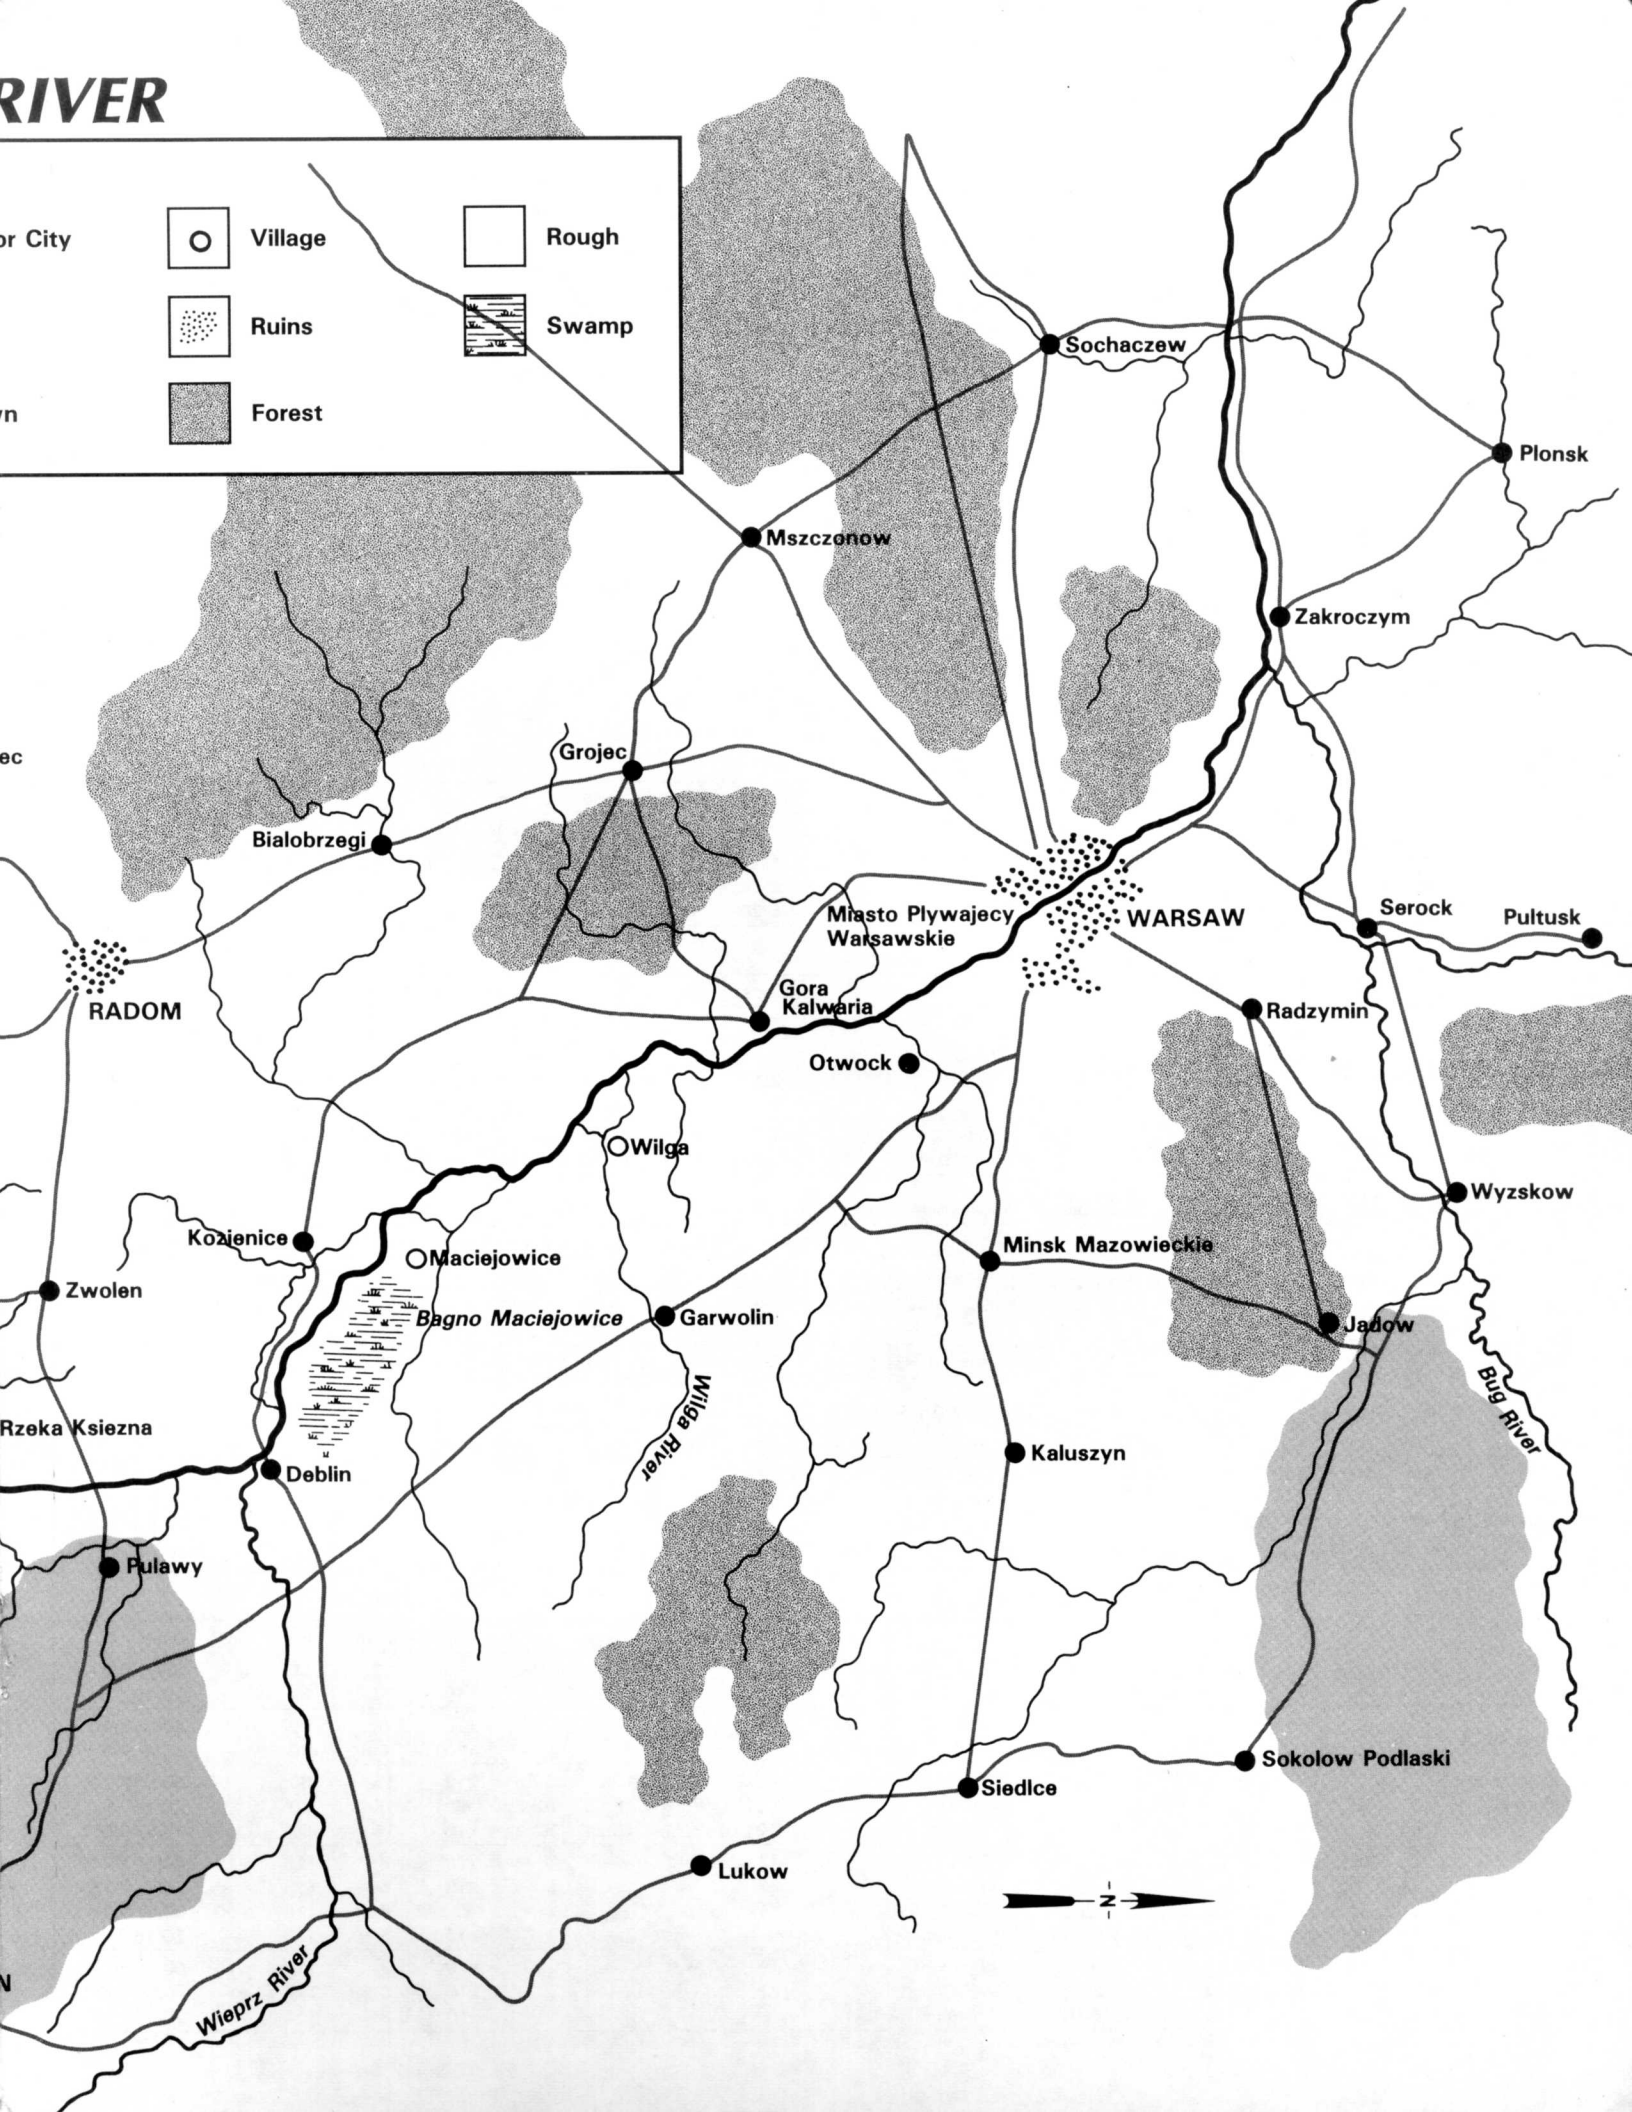 RIVER
or City
Village
Rough
Ruins
Swamp
wn
Forest
Sochaczew
Plonsk
Mszczonow
Zakroczym
Grojec
ec
Bialobrzegi
Serock
Pultusk
Miasto Plywajecy
Warsawskie
WARSAW
RADOM
Gora
Kalwaria
Radzymin
Otwock
Wilga
Wyzskow
Kozienice
Maciejowice
Minsk Mazowieckie
Zwolen
Bagno Maciejowice
Garwolin
Jadow
Wilga River
Bug River
Rzeka Ksiezna
Kaluszyn
Deblin
Pulawy
Sokolow Podlaski
Siedlce
Lukow
N
N
Wieprz River